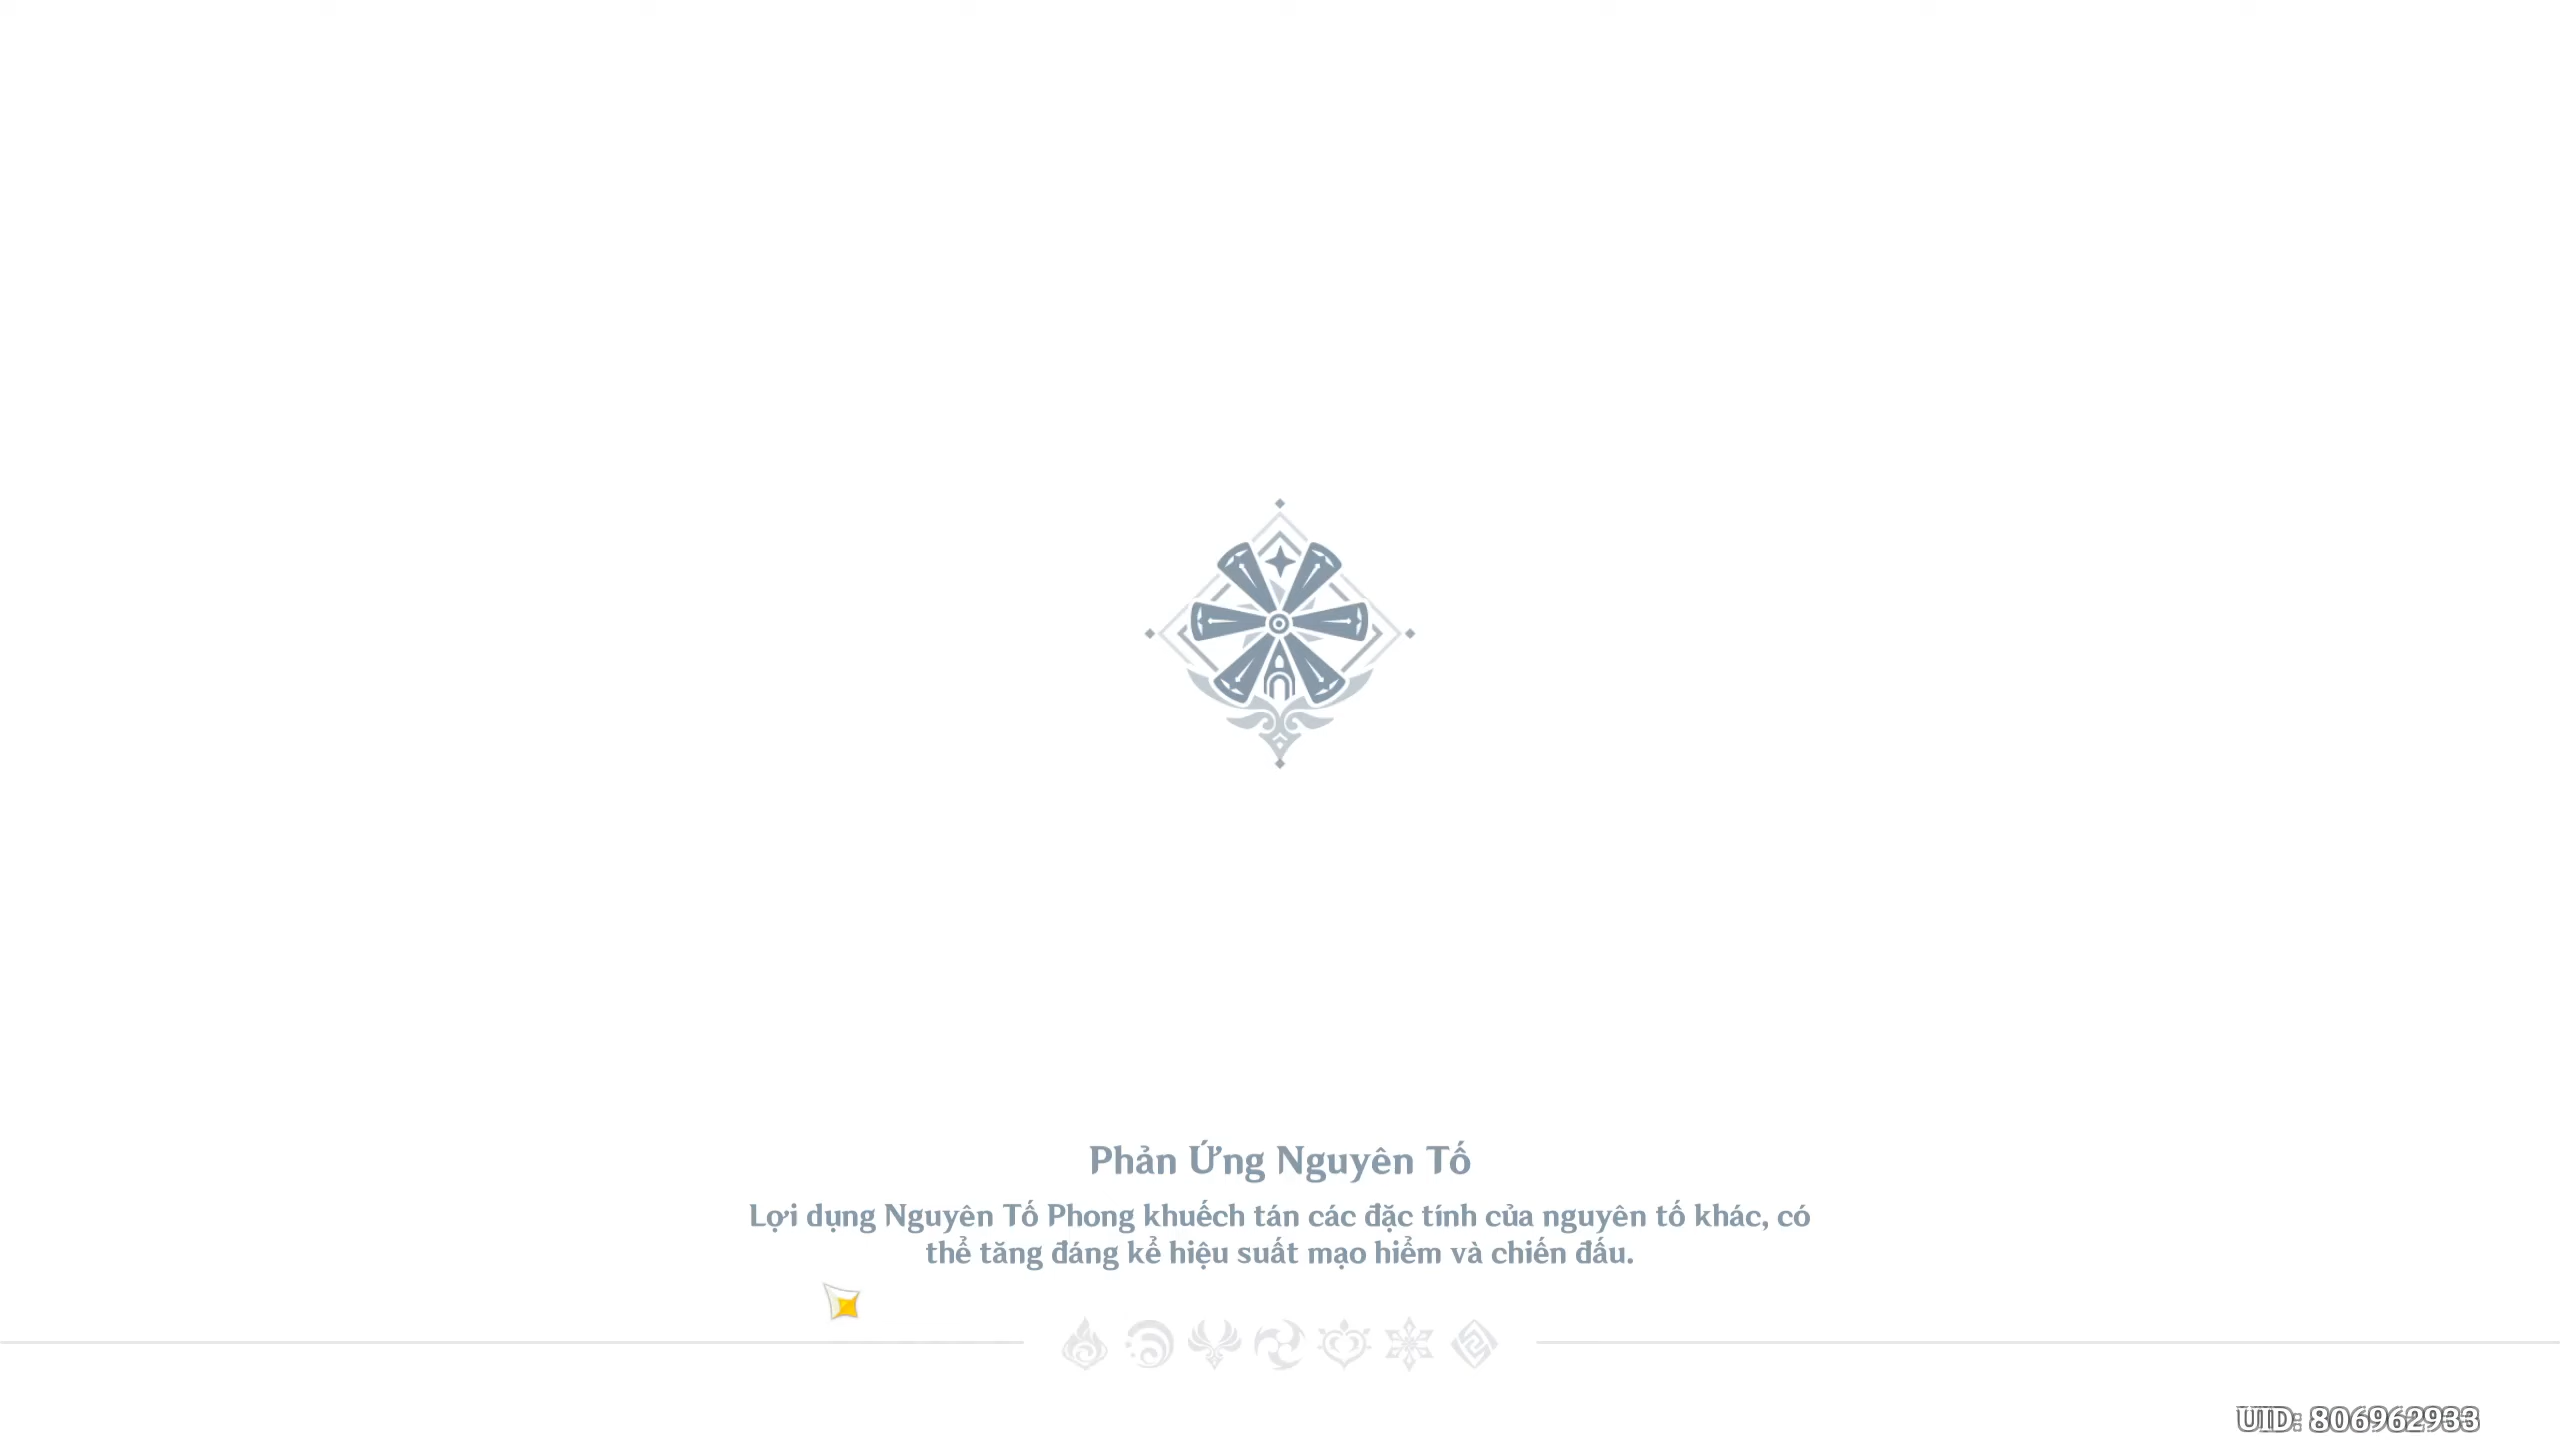 Phản Ứng Nguyên Tố
Lợi dụng Nguyên Tố Phong khuếch tán các đặc tính của nguyên tố khác, có
thể tăng đáng kể hiệu suất mạo hiểm và chiến đấu.
UID: 806962933